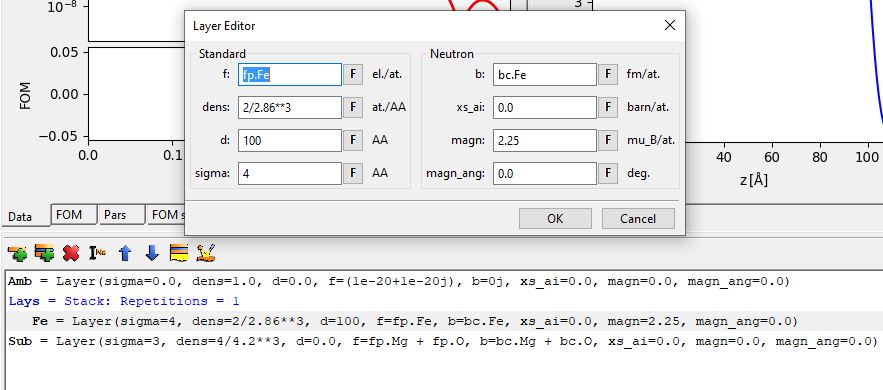 10⁻⁸
3
Layer Editor
Standard
f: fp.Fe F el./at.
dens: 2/2.86**3 F at./AA
d: 100 F AA
sigma: 4 F AA
Neutron
b: bc.Fe F fm/at.
xs_ai: 0.0 F barn/at.
magn: 2.25 F mu_B/at.
magn_ang: 0.0 F deg.
OK Cancel
FOM
0.05
0.00
−0.05
0.0 0.1
40 60 80 100
z [Å]
Data FOM Pars FOM s
Amb = Layer(sigma=0.0, dens=1.0, d=0.0, f=(1e-20+1e-20j), b=0j, xs_ai=0.0, magn=0.0, magn_ang=0.0)
Lays = Stack: Repetitions = 1
Fe = Layer(sigma=4, dens=2/2.86**3, d=100, f=fp.Fe, b=bc.Fe, xs_ai=0.0, magn=2.25, magn_ang=0.0)
Sub = Layer(sigma=3, dens=4/4.2**3, d=0.0, f=fp.Mg + fp.O, b=bc.Mg + bc.O, xs_ai=0.0, magn=0.0, magn_ang=0.0)